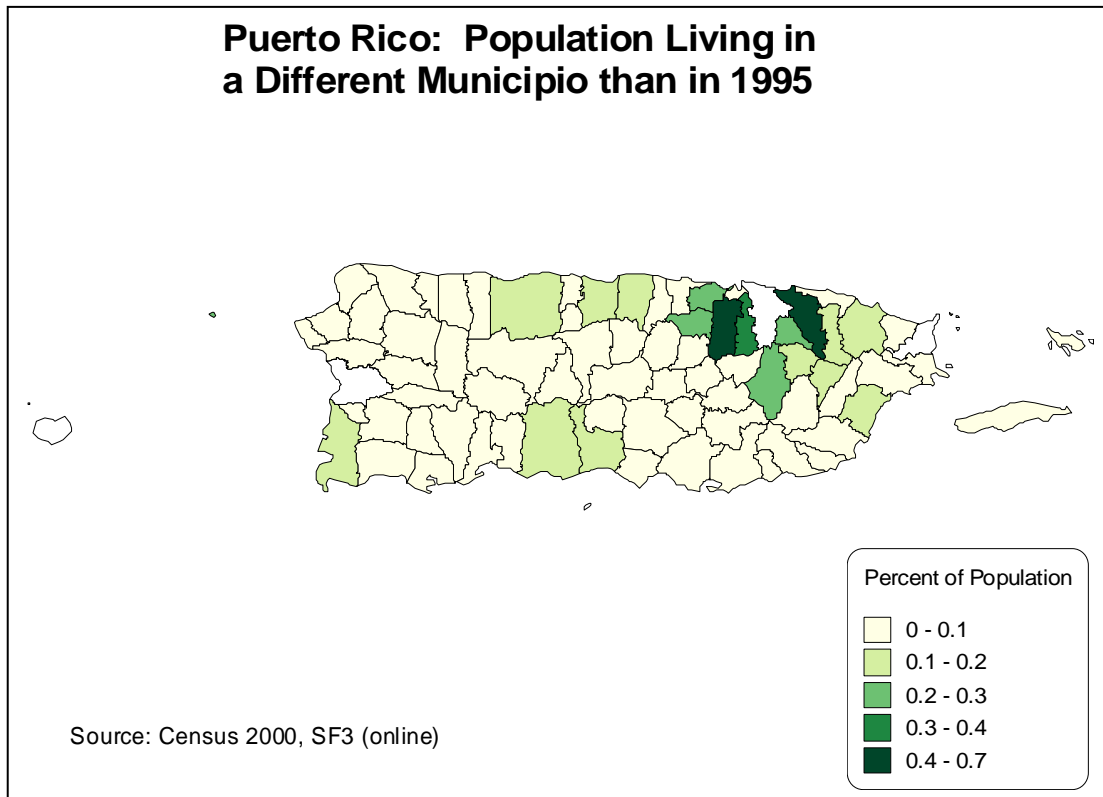 Puerto Rico: Population Living in
a Different Municipio than in 1995
Percent of Population
0 - 0.1
0.1 - 0.2
0.2 - 0.3
0.3 - 0.4
0.4 - 0.7
Source: Census 2000, SF3 (online)